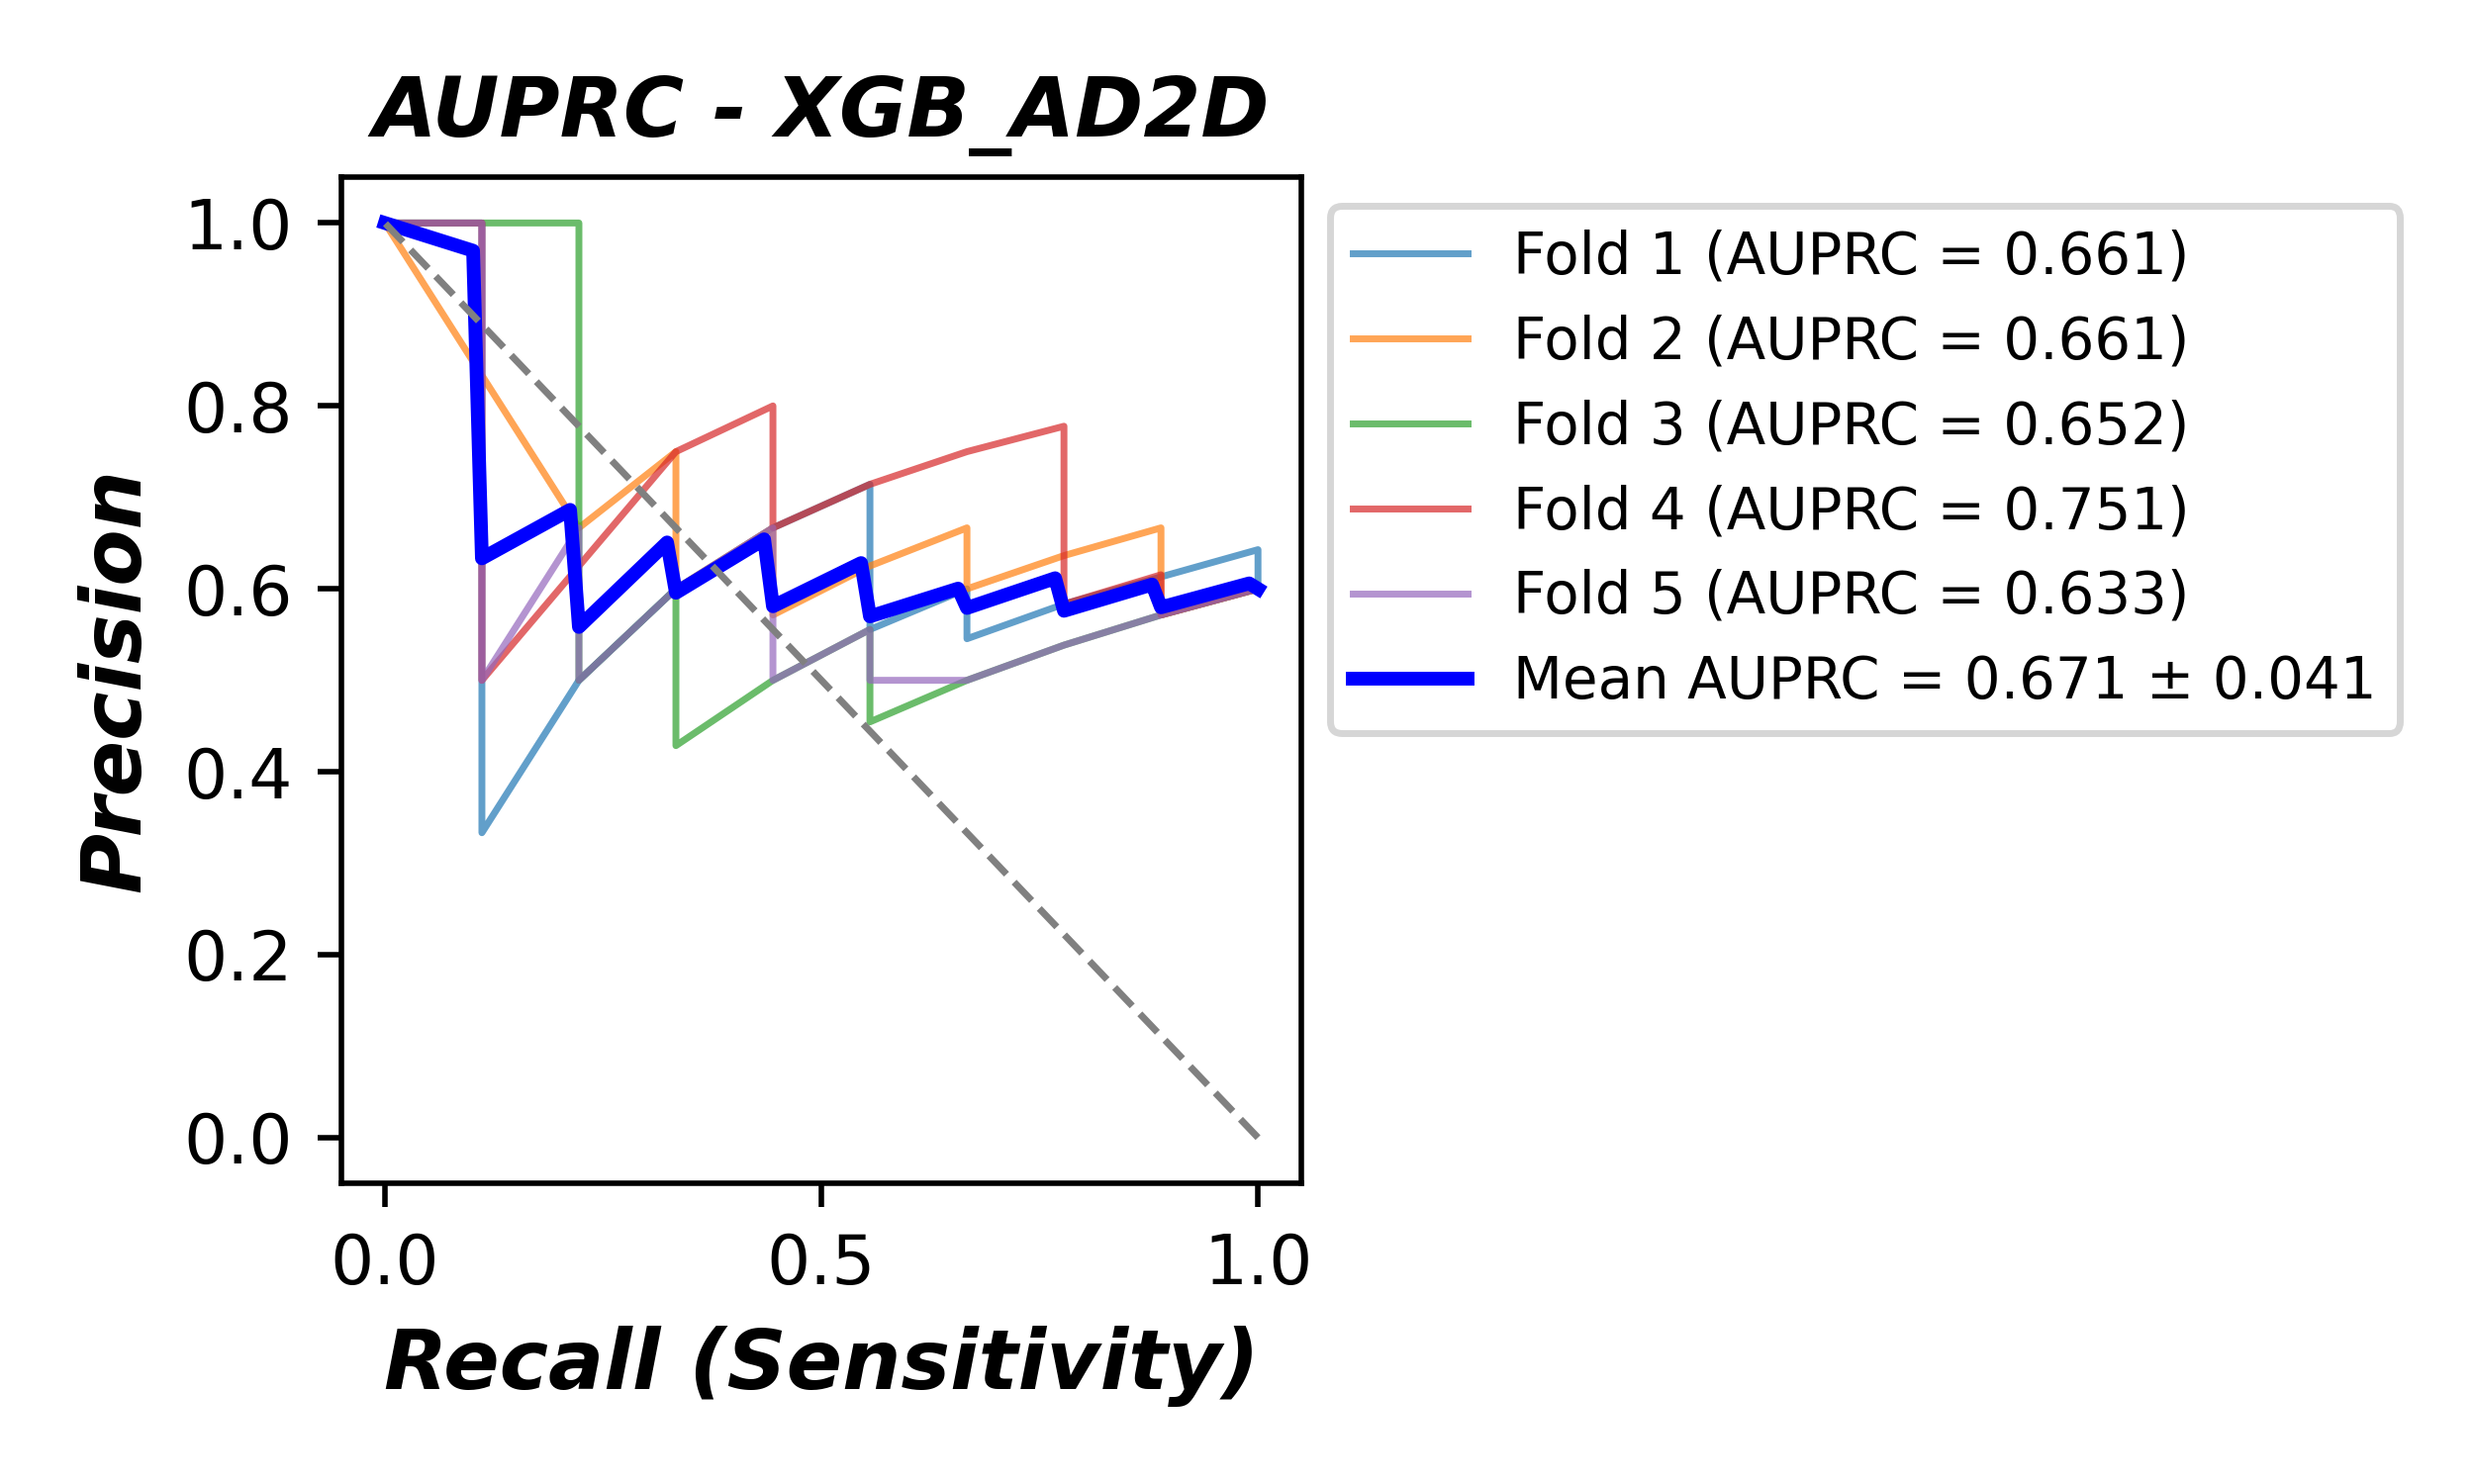 AUPRC - XGB_AD2D
Precision
1.0
0.8
0.6
0.4
0.2
0.0
0.0 0.5 1.0
Recall (Sensitivity)
Fold 1 (AUPRC = 0.661)
Fold 2 (AUPRC = 0.661)
Fold 3 (AUPRC = 0.652)
Fold 4 (AUPRC = 0.751)
Fold 5 (AUPRC = 0.633)
Mean AUPRC = 0.671 ± 0.041